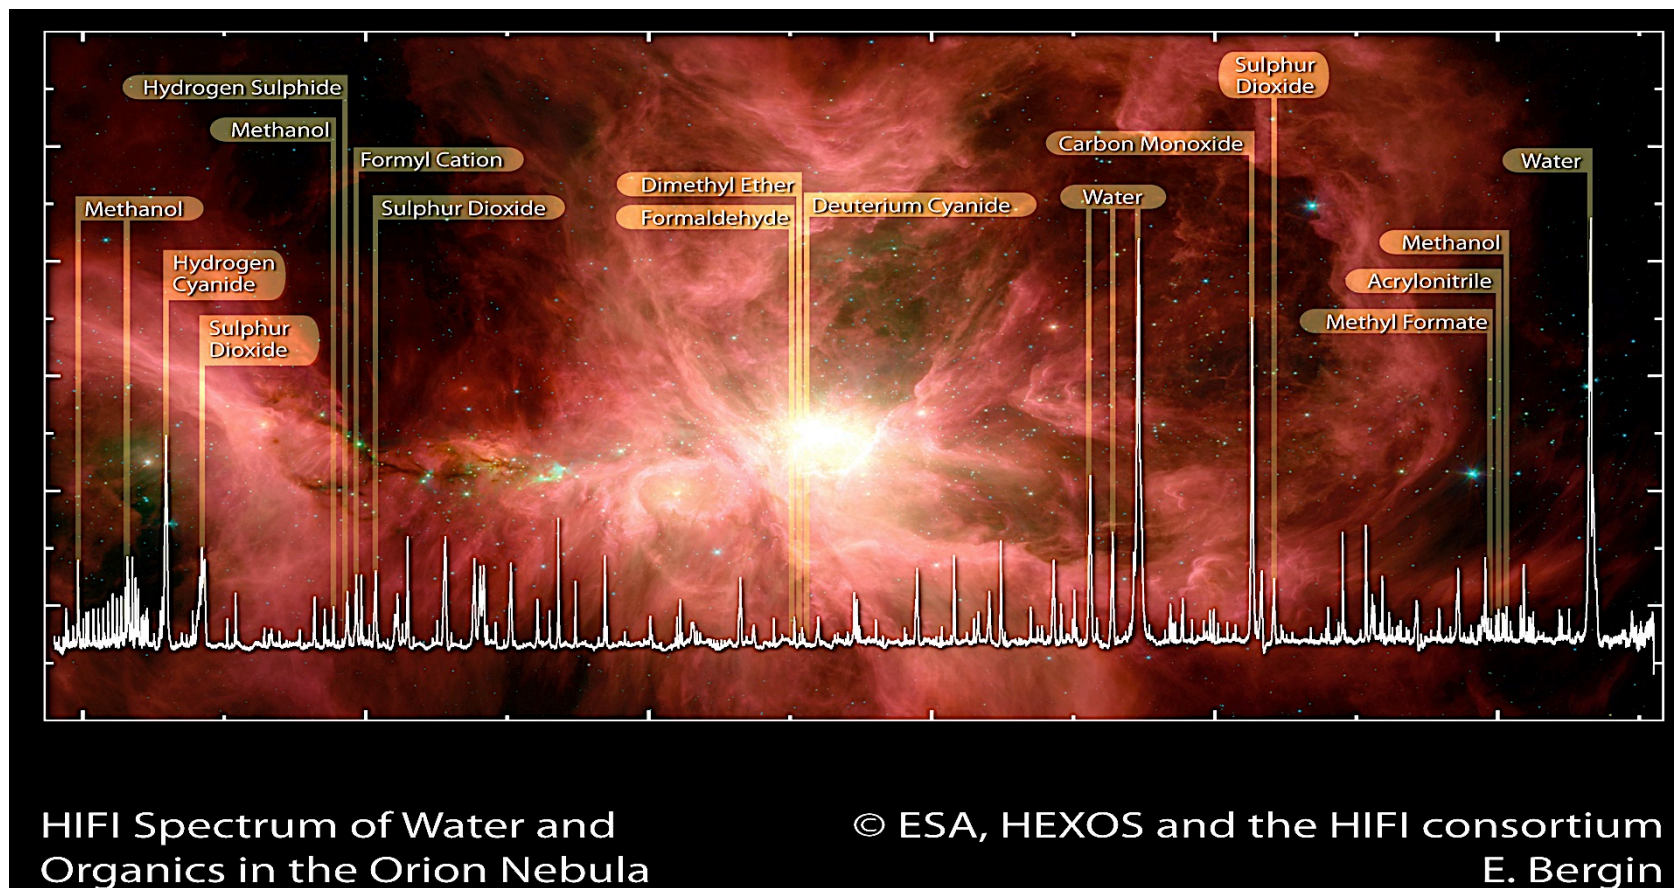 Hydrogen Sulphide
Methanol
Formyl Cation
Methanol
Sulphur Dioxide
Hydrogen
Cyanide
Sulphur
Dioxide
Dimethyl Ether
Formaldehyde
Deuterium Cyanide
Carbon Monoxide
Water
Sulphur
Dioxide
Water
Methanol
Acrylonitrile
Methyl Formate
HIFI Spectrum of Water and
Organics in the Orion Nebula
© ESA, HEXOS and the HIFI consortium
E. Bergin